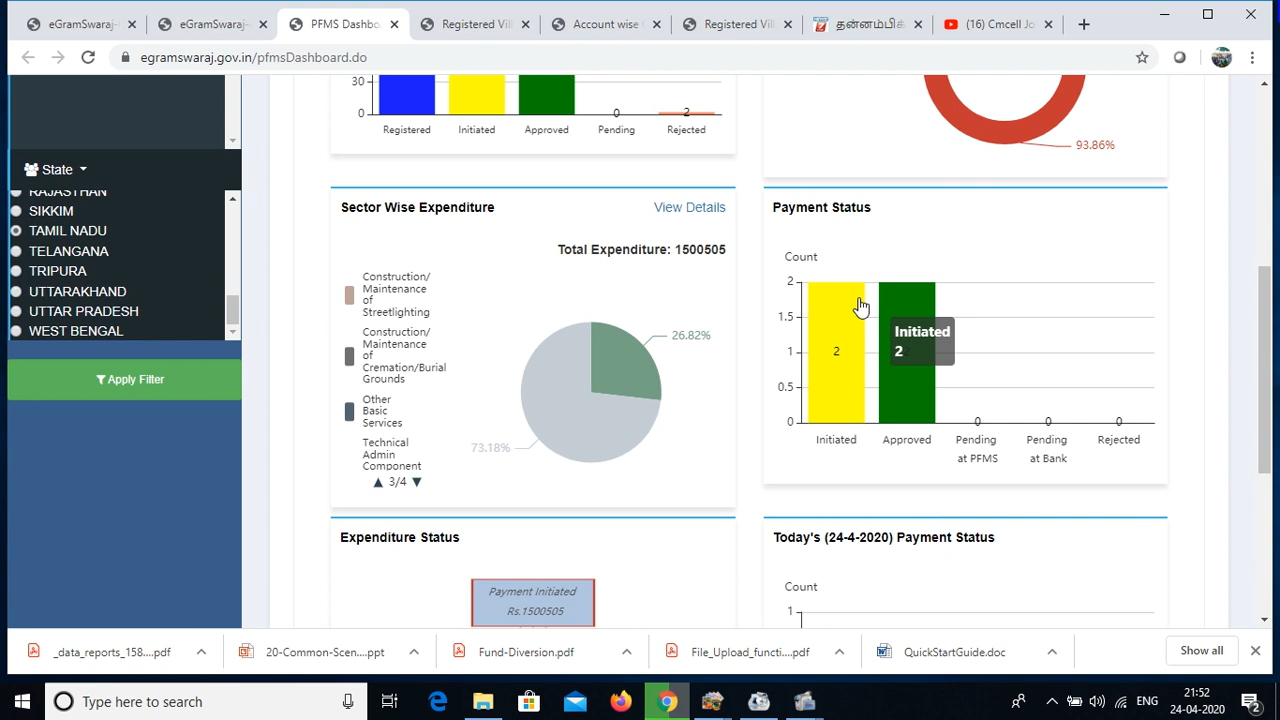 eGramSwaraj-
eGramSwaraj-
PFMS Dashbo
Registered Vil
Account wise
Registered Vil
தன்னம்பிக்
(16) Cmcell Jo
egramswaraj.gov.in/pfmsDashboard.do
30
0
0
2
Registered
Initiated
Approved
Pending
Rejected
93.86%
State
RAJASTHAN
SIKKIM
TAMIL NADU
TELANGANA
TRIPURA
UTTARAKHAND
UTTAR PRADESH
WEST BENGAL
Apply Filter
Sector Wise Expenditure
View Details
Total Expenditure: 1500505
Construction/
Maintenance
of
Streetlighting
Construction/
Maintenance
of
Cremation/Burial
Grounds
Other
Basic
Services
Technical
Admin
Component
▲ 3/4 ▼
26.82%
73.18%
Payment Status
Count
2
1.5
1
0.5
0
2
Initiated
2
0
0
0
Initiated
Approved
Pending
at PFMS
Pending
at Bank
Rejected
Expenditure Status
Payment Initiated
Rs.1500505
Today's (24-4-2020) Payment Status
Count
1
_data_reports_158....pdf
20-Common-Scen....ppt
Fund-Diversion.pdf
File_Upload_functi....pdf
QuickStartGuide.doc
Show all
Type here to search
ENG
21:52
24-04-2020
2